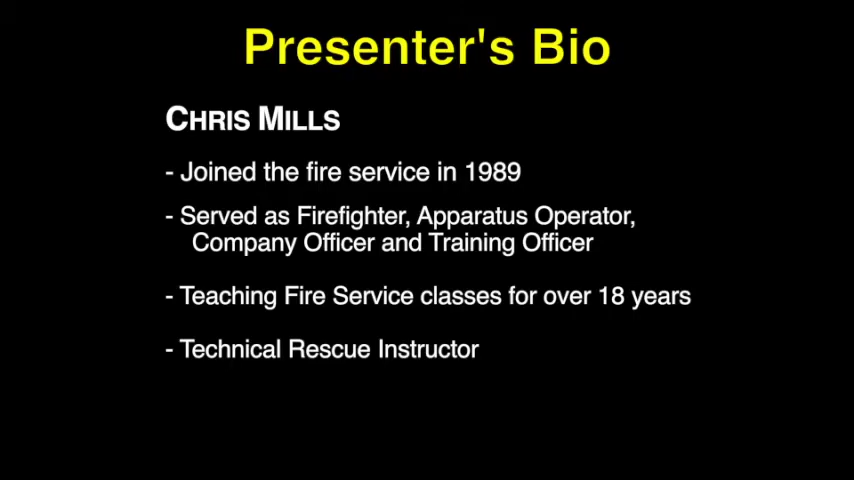 Presenter's Bio
CHRIS MILLS
- Joined the fire service in 1989
- Served as Firefighter, Apparatus Operator,
Company Officer and Training Officer
- Teaching Fire Service classes for over 18 years
- Technical Rescue Instructor